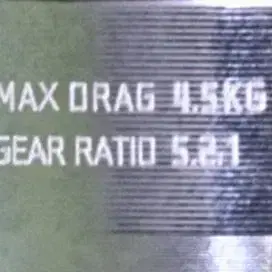 MAX DRAG 4.5KG
GEAR RATIO 5.2:1